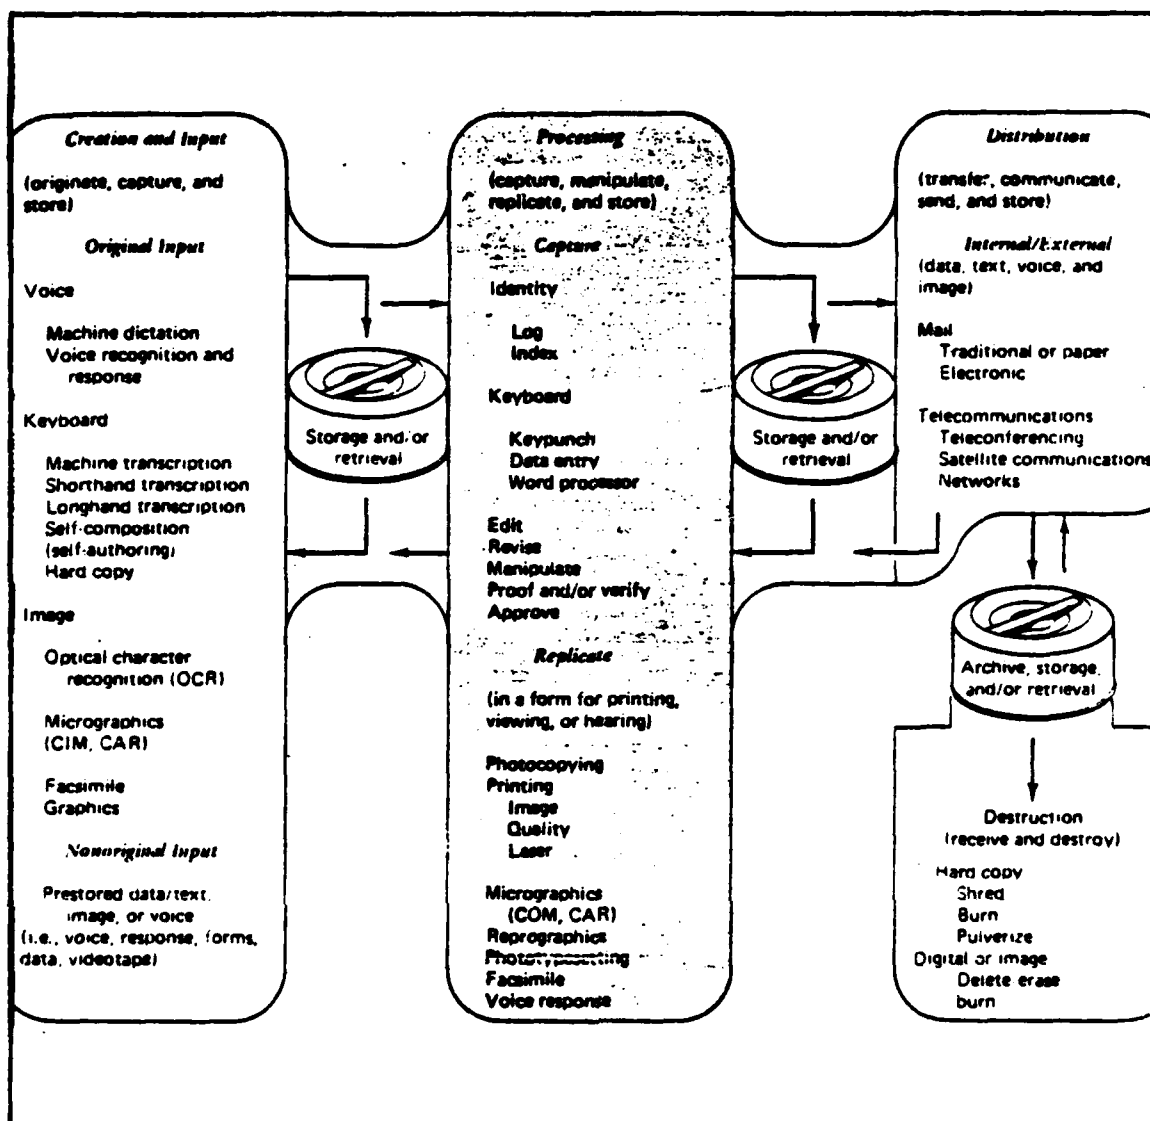 Creation and Input
(originate, capture, and
store)
Original Input
Voice
Machine dictation
Voice recognition and
response
Keyboard
Machine transcription
Shorthand transcription
Longhand transcription
Self-composition
(self-authoring)
Hard copy
Image
Optical character
recognition (OCR)
Micrographics
(CIM, CAR)
Facsimile
Graphics
Nonoriginal Input
Prestored data/text,
image, or voice
(i.e., voice, response, forms,
data, videotape)
Storage and/or
retrieval
Processing
(capture, manipulate,
replicate, and store)
Capture
Identity
Log
Index
Keyboard
Keypunch
Data entry
Word processor
Edit
Revise
Manipulate
Proof and/or verify
Approve
Replicate
(in a form for printing,
viewing, or hearing)
Photocopying
Printing
Image
Quality
Laser
Micrographics
(COM, CAR)
Reprographics
Phototypesetting
Facsimile
Voice response
Storage and/or
retrieval
Distribution
(transfer, communicate,
send, and store)
Internal/External
(data, text, voice, and
image)
Mail
Traditional or paper
Electronic
Telecommunications
Teleconferencing
Satellite communications
Networks
Archive, storage,
and/or retrieval
Destruction
(receive and destroy)
Hard copy
Shred
Burn
Pulverize
Digital or image
Delete erase
burn